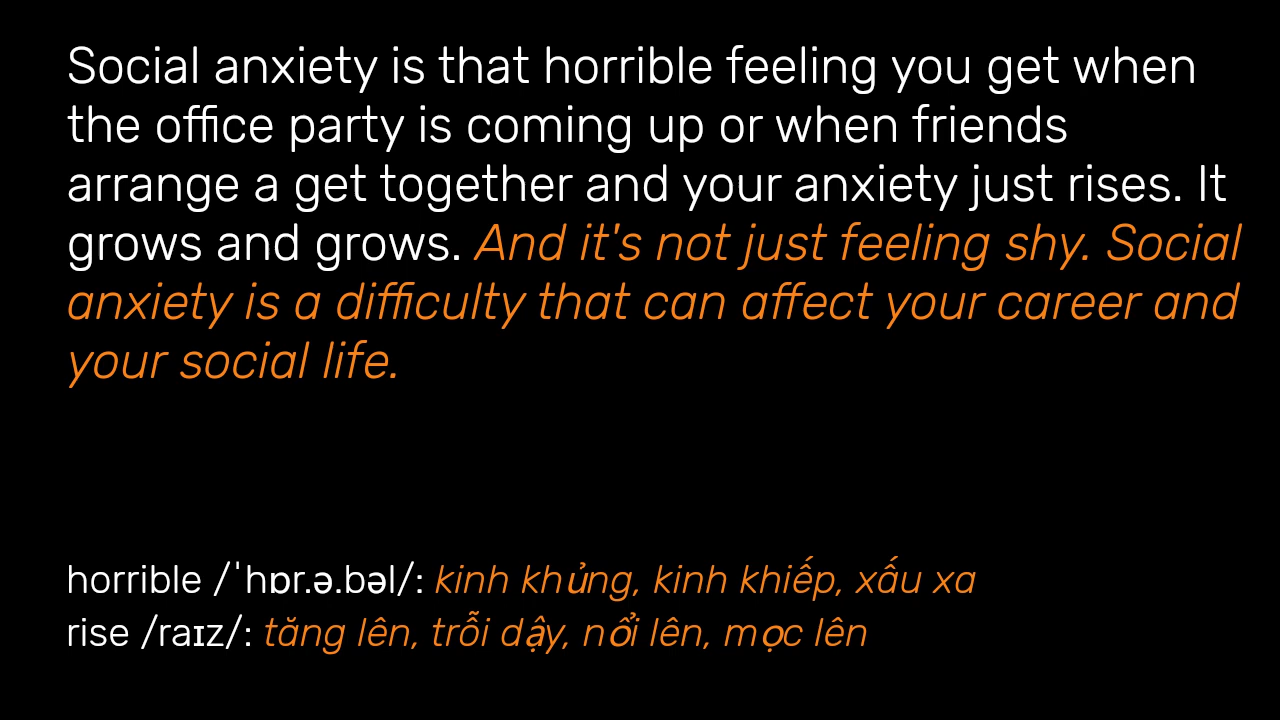 Social anxiety is that horrible feeling you get when
the office party is coming up or when friends
arrange a get together and your anxiety just rises. It
grows and grows. And it's not just feeling shy. Social
anxiety is a difficulty that can affect your career and
your social life.
horrible /ˈhɒr.ə.bəl/: kinh khủng, kinh khiếp, xấu xa
rise /raɪz/: tăng lên, trỗi dậy, nổi lên, mọc lên